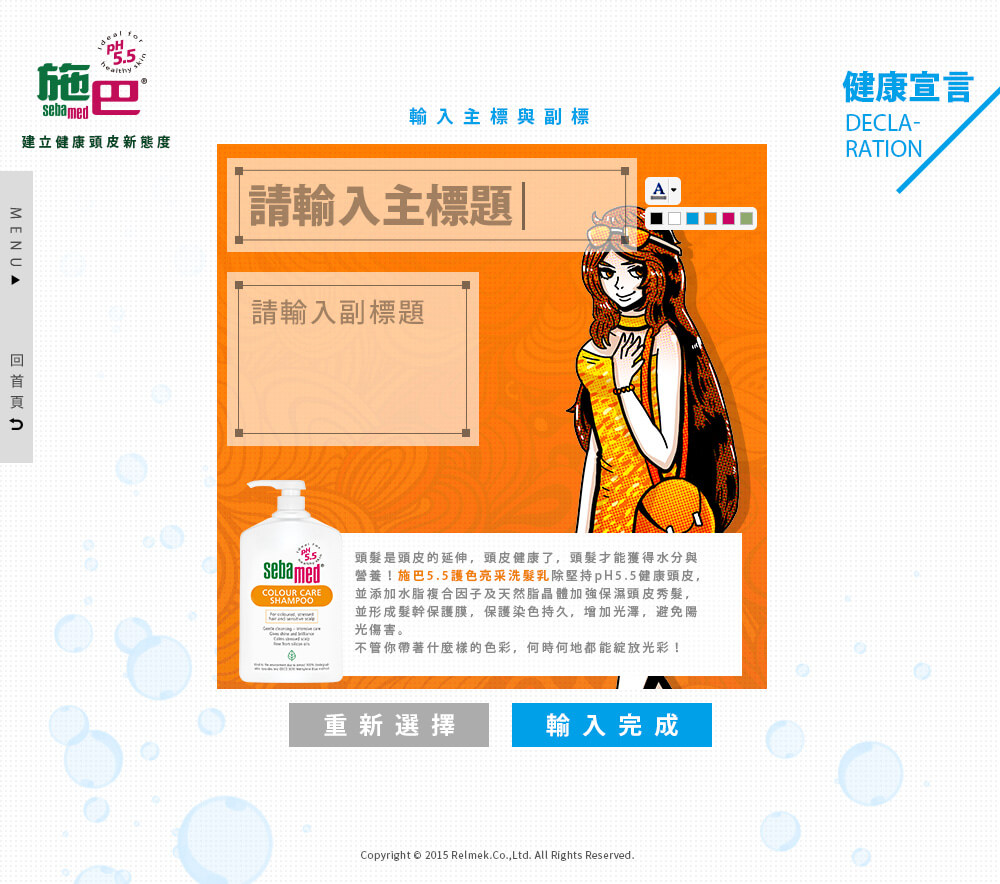 ideal for
pH
5.5
healthy skin
施巴®
sebamed
建立健康頭皮新態度
健康宣言
DECLA-
RATION
輸入主標與副標
MENU
回首頁
請輸入主標題
A
請輸入副標題
ideal for
pH
5.5
sebamed®
COLOUR CARE
SHAMPOO
頭髮是頭皮的延伸，頭皮健康了，頭髮才能獲得水分與
營養！施巴5.5護色亮采洗髮乳除堅持pH5.5健康頭皮，
並添加水脂複合因子及天然脂晶體加強保濕頭皮秀髮，
並形成髮幹保護膜，保護染色持久，增加光澤，避免陽
光傷害。
不管你帶著什麼樣的色彩，何時何地都能綻放光彩！
重新選擇
輸入完成
Copyright © 2015 Relmek.Co.,Ltd. All Rights Reserved.